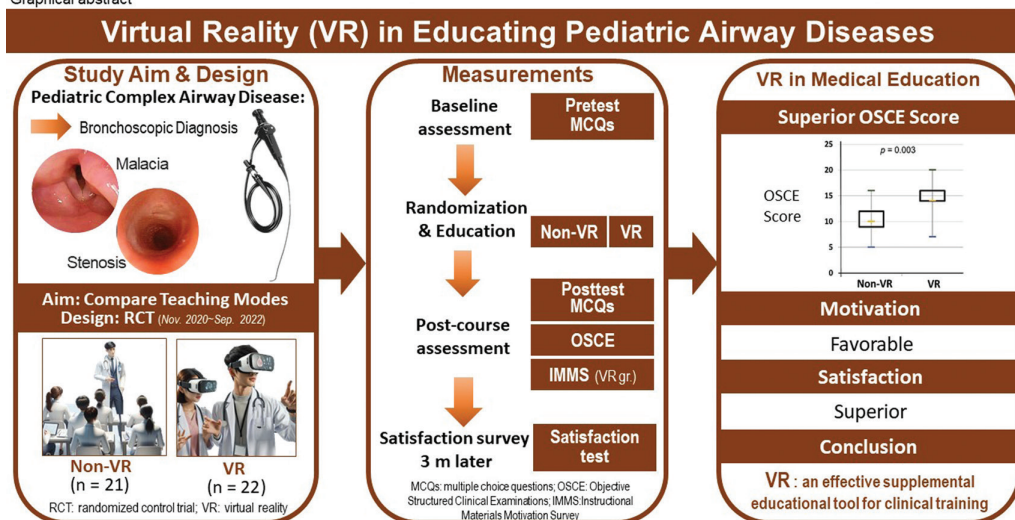 Graphical abstract
Virtual Reality (VR) in Educating Pediatric Airway Diseases
Study Aim & Design
Pediatric Complex Airway Disease:
Bronchoscopic Diagnosis
Malacia
Stenosis
Aim: Compare Teaching Modes
Design: RCT (Nov. 2020~Sep. 2022)
Non-VR
(n = 21)
VR
(n = 22)
RCT: randomized control trial; VR: virtual reality
Measurements
Baseline
assessment
Pretest
MCQs
Randomization
& Education
Non-VR
VR
Post-course
assessment
Posttest
MCQs
OSCE
IMMS (VR gr.)
Satisfaction survey
3 m later
Satisfaction
test
MCQs: multiple choice questions; OSCE: Objective
Structured Clinical Examinations; IMMS:Instructional
Materials Motivation Survey
VR in Medical Education
Superior OSCE Score
OSCE
Score
25
20
15
10
5
0
p = 0.003
Non-VR
VR
Motivation
Favorable
Satisfaction
Superior
Conclusion
VR : an effective supplemental
educational tool for clinical training